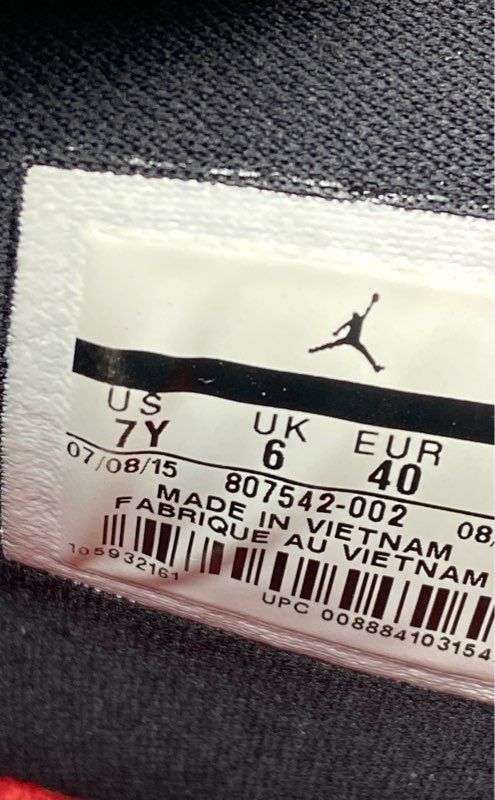 US UK EUR
7Y 6 40
07/08/15 807542-002 08/
MADE IN VIETNAM
FABRIQUE AU VIETNAM
105932161
UPC 008884103154